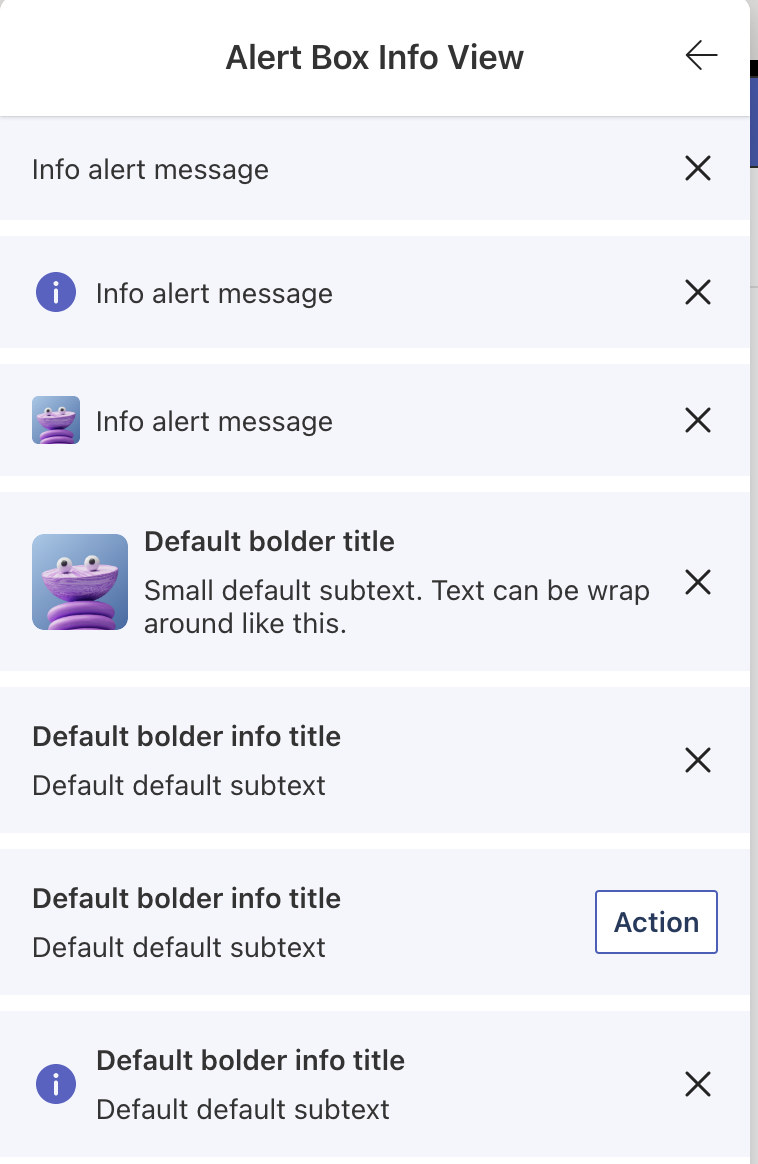 Alert Box Info View
Info alert message
Info alert message
Info alert message
Default bolder title
Small default subtext. Text can be wrap
around like this.
Default bolder info title
Default default subtext
Default bolder info title
Default default subtext
Action
Default bolder info title
Default default subtext